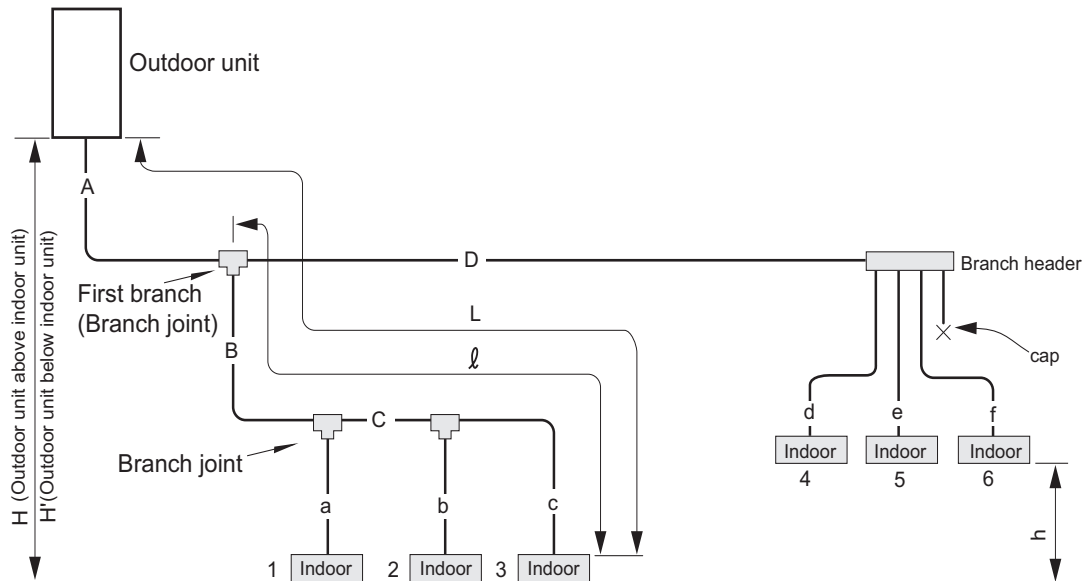 Outdoor unit
A
H (Outdoor unit above indoor unit)
H'(Outdoor unit below indoor unit)
First branch
(Branch joint)
D
Branch header
L
ℓ
B
cap
C
Branch joint
a
b
c
d
e
f
Indoor
4
Indoor
5
Indoor
6
h
1
Indoor
2
Indoor
3
Indoor